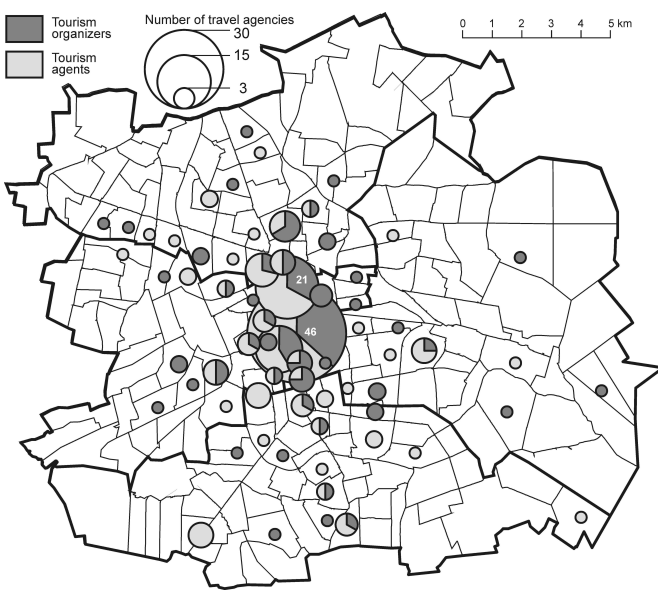 Tourism
organizers
Tourism
agents
Number of travel agencies
30
15
3
0 1 2 3 4 5 km
21
46